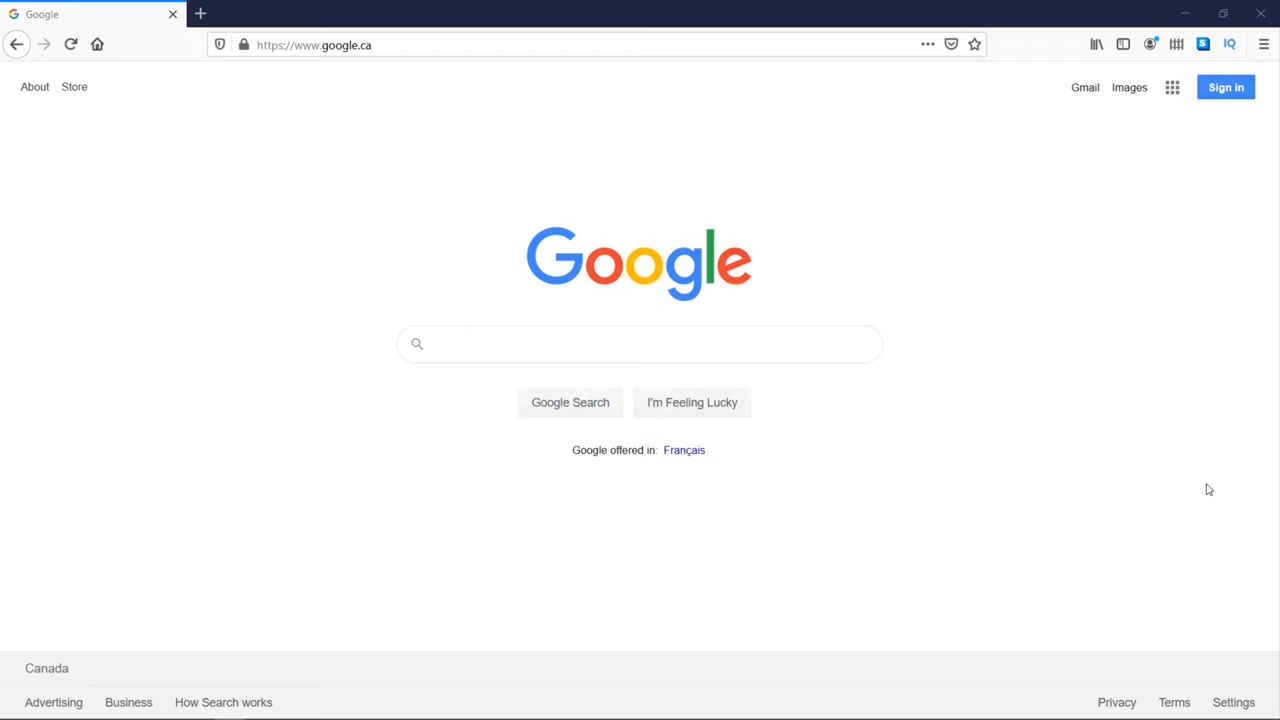 Google
https://www.google.ca
S
IQ
About Store
Gmail Images Sign in
Google
Google Search I'm Feeling Lucky
Google offered in: Français
Canada
Advertising Business How Search works
Privacy Terms Settings